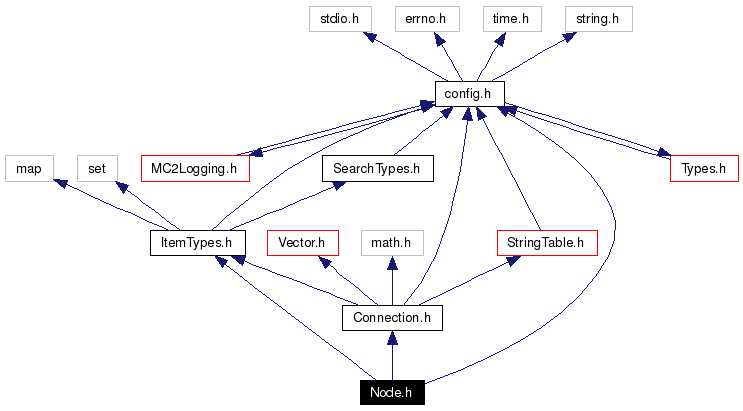 stdio.h errno.h time.h string.h
config.h
map set MC2Logging.h SearchTypes.h Types.h
ItemTypes.h Vector.h math.h StringTable.h
Connection.h
Node.h